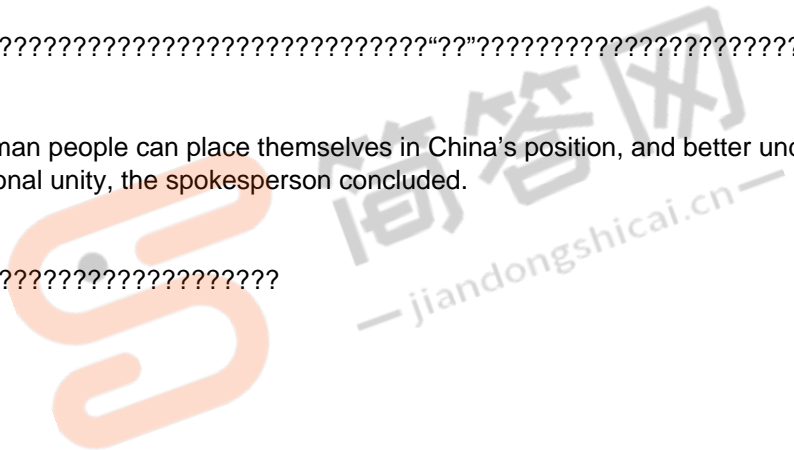 ?????????????????????????????“??”??????????????????????
man people can place themselves in China’s position, and better
onal unity, the spokesperson concluded.
???????????????????
简答网
jiandongshicai.cn